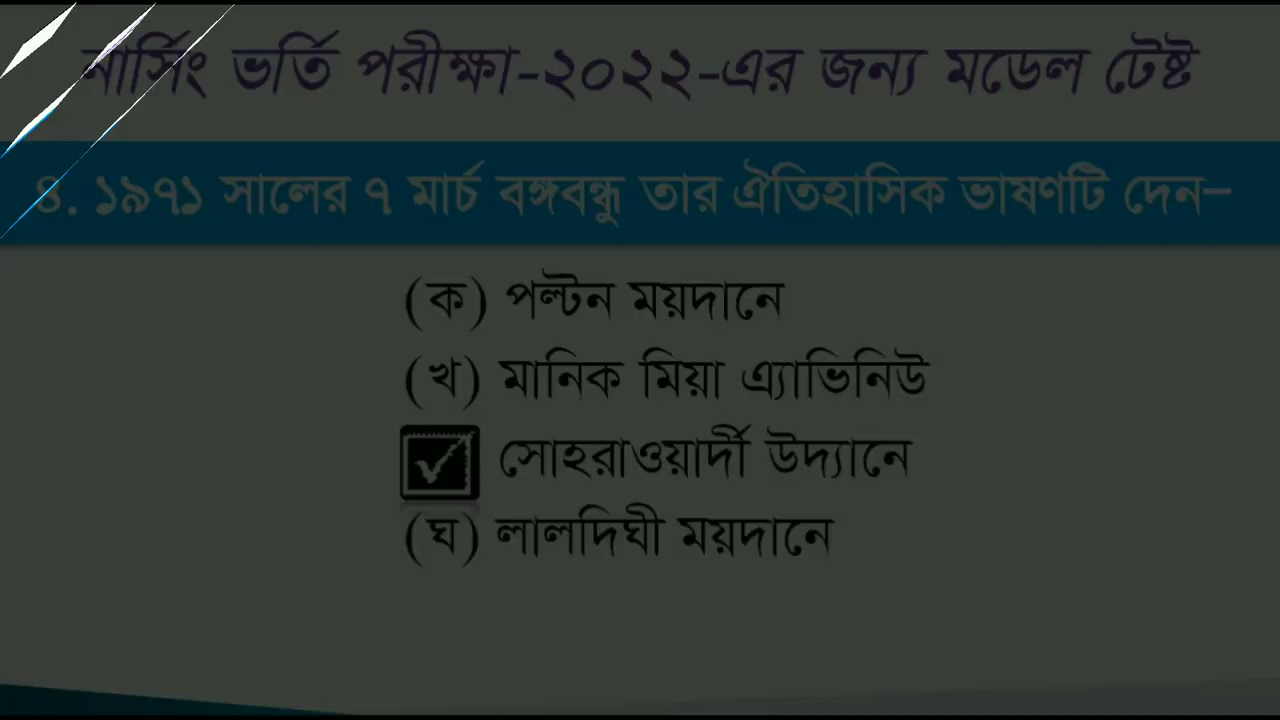 নার্সিং ভর্তি পরীক্ষা-২০২২-এর জন্য মডেল টেষ্ট
৪. ১৯৭১ সালের ৭ মার্চ বঙ্গবন্ধু তার ঐতিহাসিক ভাষণটি দেন–
(ক) পল্টন ময়দানে
(খ) মানিক মিয়া এ্যাভিনিউ
সোহরাওয়ার্দী উদ্যানে
(ঘ) লালদিঘী ময়দানে